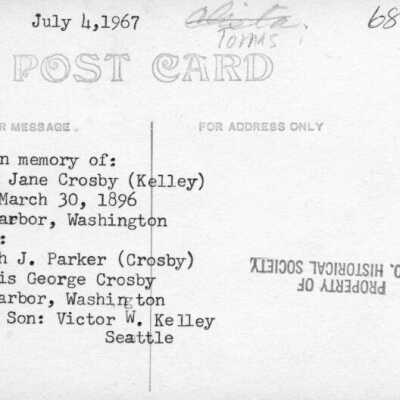 July 4, 1967
Toms
68
POST CARD
R MESSAGE.
FOR ADDRESS ONLY
n memory of:
Jane Crosby (Kelley)
March 30, 1896
arbor, Washington
:
h J. Parker (Crosby)
is George Crosby
arbor, Washington
Son: Victor W. Kelley
Seattle
PROPERTY OF
O. HISTORICAL SOCIETY.